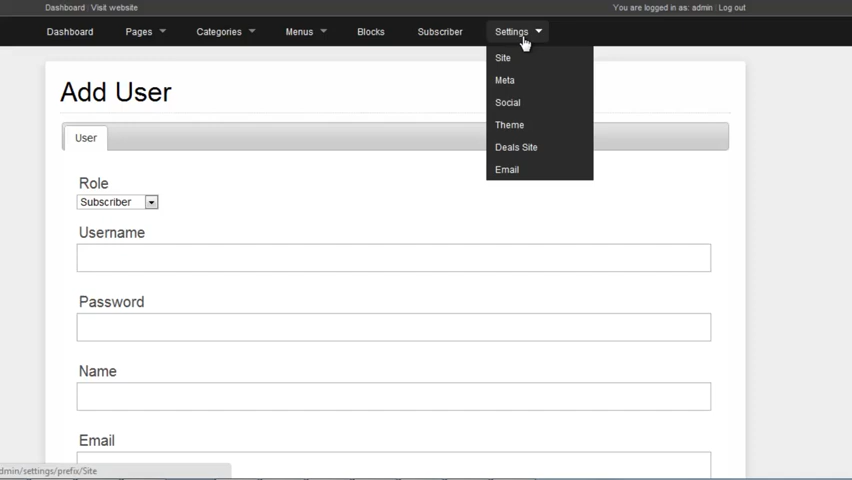 Dashboard | Visit website
You are logged in as: admin | Log out
Dashboard Pages Categories Menus Blocks Subscriber Settings
Site
Meta
Social
Theme
Deals Site
Email
Add User
User
Role
Subscriber
Username
Password
Name
Email
dmin/settings/prefix/Site